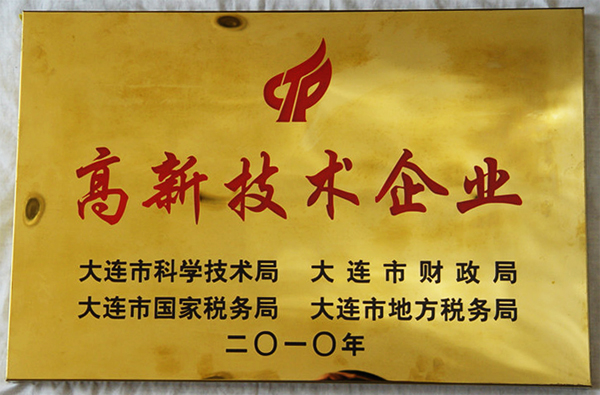 高新技术企业
大连市科学技术局 大连市财政局
大连市国家税务局 大连市地方税务局
二〇一〇年